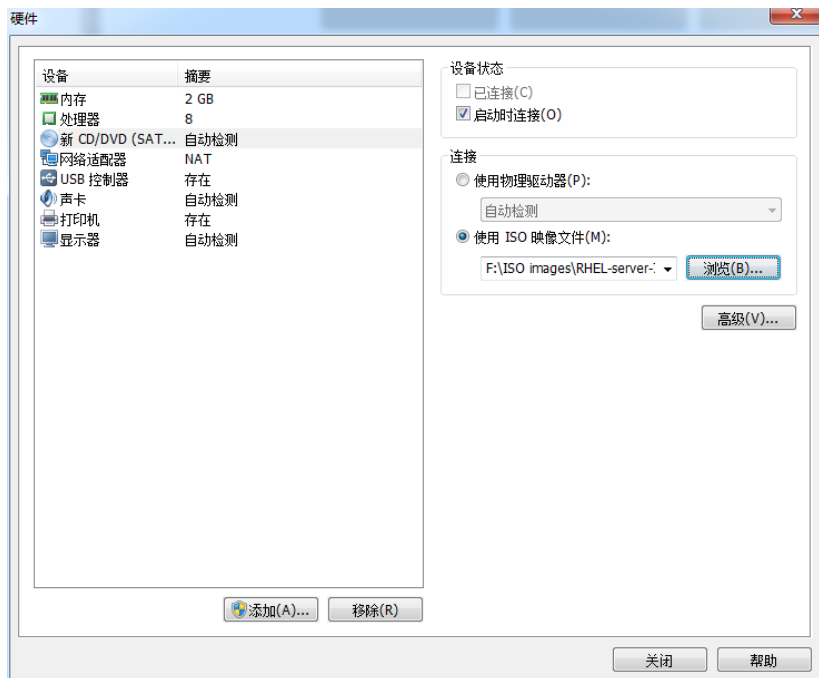 硬件
设备 摘要
内存 2 GB
处理器 8
新 CD/DVD (SAT... 自动检测
网络适配器 NAT
USB 控制器 存在
声卡 自动检测
打印机 存在
显示器 自动检测
添加(A)... 移除(R)
设备状态
已连接(C)
启动时连接(O)
连接
使用物理驱动器(P):
自动检测
使用 ISO 映像文件(M):
F:\ISO images\RHEL-server- 浏览(B)...
高级(V)...
关闭 帮助